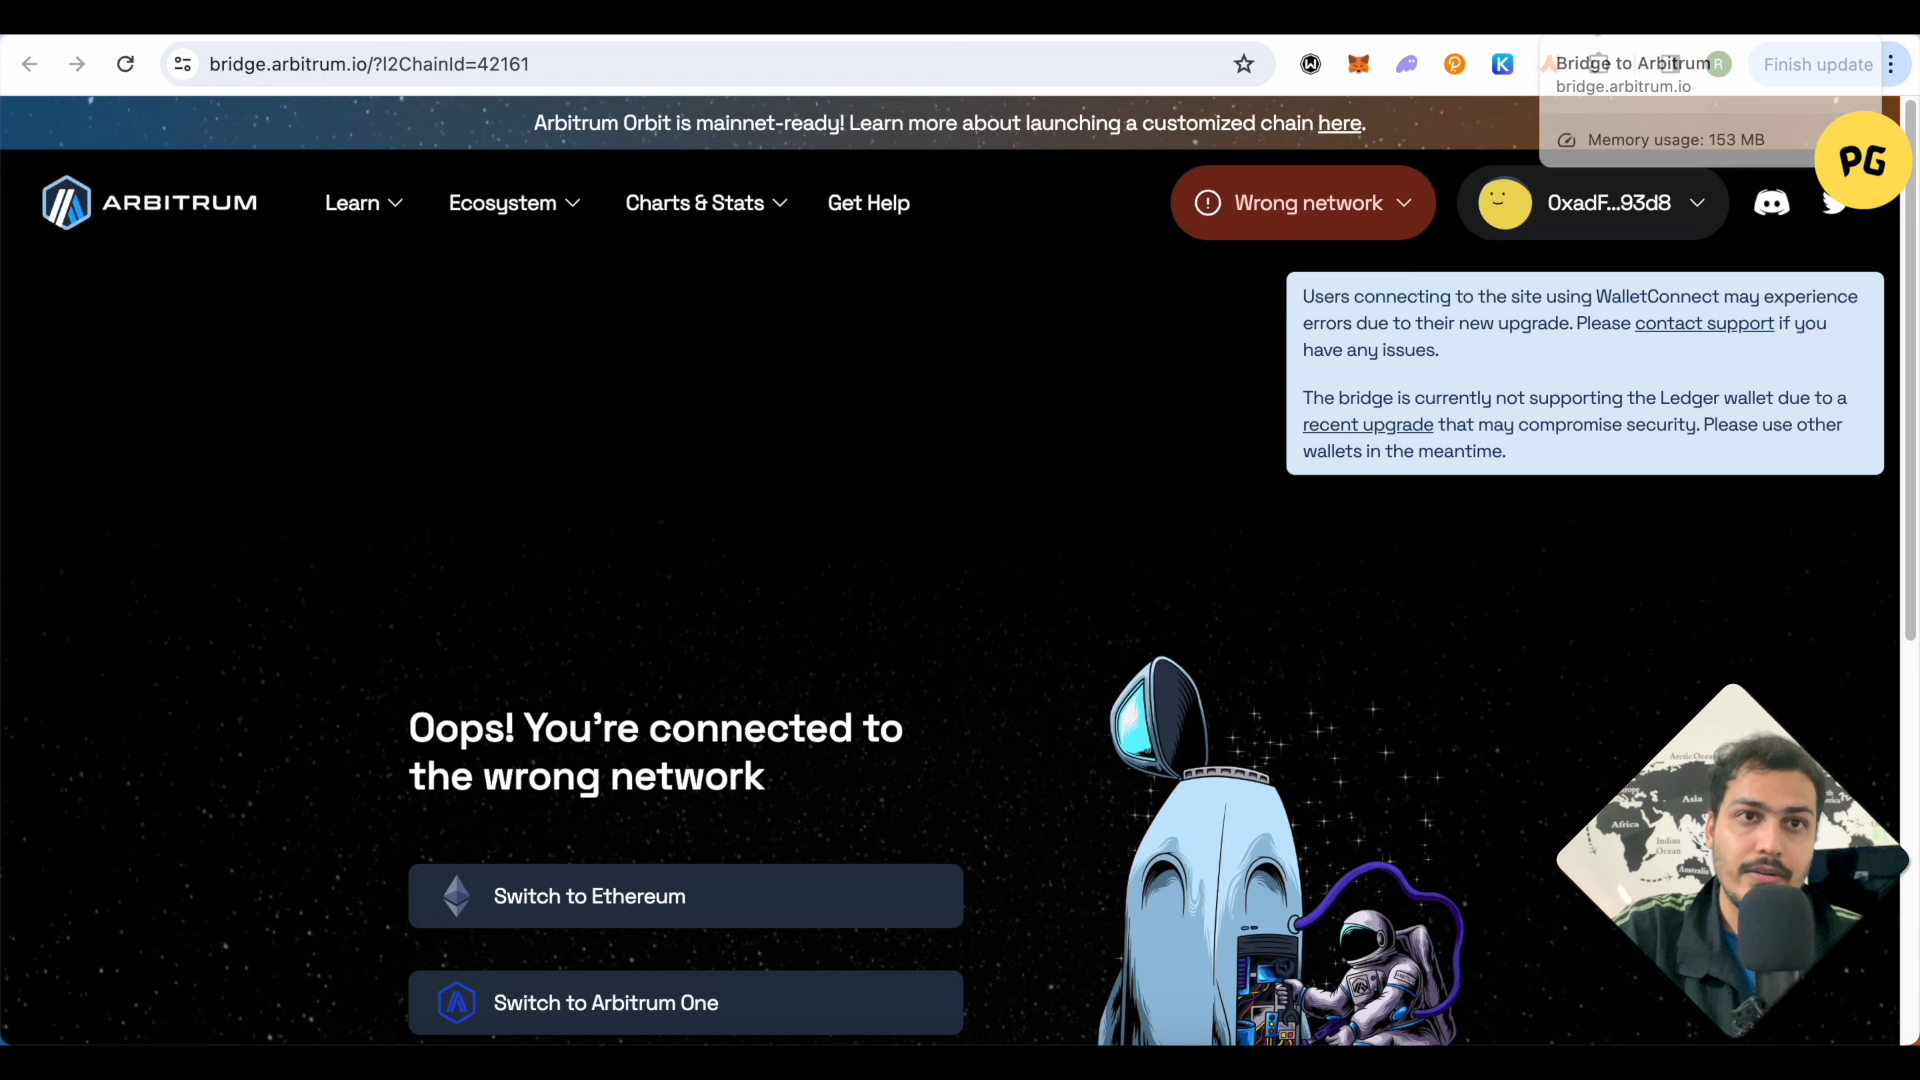 bridge.arbitrum.io/?l2ChainId=42161
Bridge to Arbitrum
R
Finish update
bridge.arbitrum.io
Memory usage: 153 MB
PG
Arbitrum Orbit is mainnet-ready! Learn more about launching a customized chain here.
ARBITRUM
Learn
Ecosystem
Charts & Stats
Get Help
Wrong network
0xadF...93d8
Users connecting to the site using WalletConnect may experience
errors due to their new upgrade. Please contact support if you
have any issues.
The bridge is currently not supporting the Ledger wallet due to a
recent upgrade that may compromise security. Please use other
wallets in the meantime.
Oops! You're connected to
the wrong network
Switch to Ethereum
Switch to Arbitrum One
Asia
Africa
Indian
Ocean